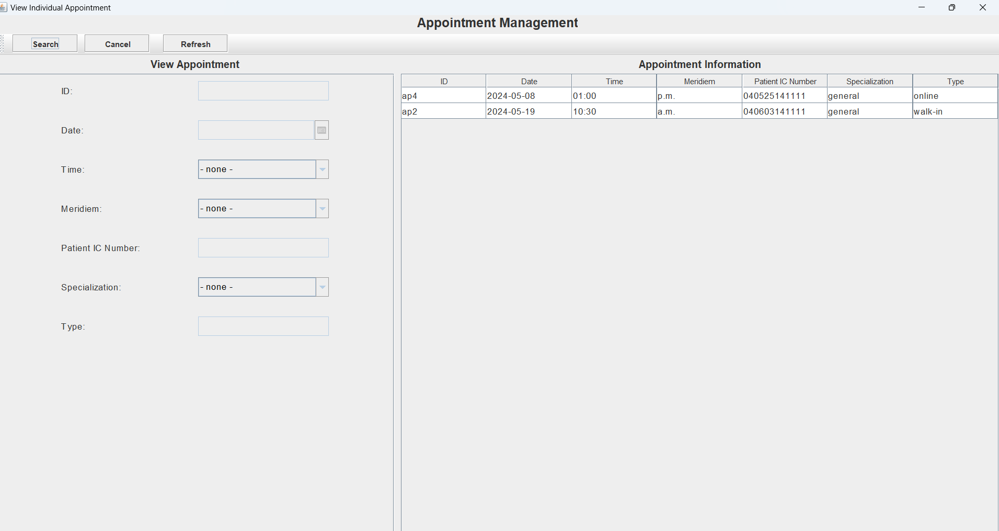 View Individual Appointment
Appointment Management
Search Cancel Refresh
View Appointment
ID:
Date:
Time: - none -
Meridiem: - none -
Patient IC Number:
Specialization: - none -
Type:
Appointment Information
ID Date Time Meridiem Patient IC Number Specialization Type
ap4 2024-05-08 01:00 p.m. 040525141111 general online
ap2 2024-05-19 10:30 a.m. 040603141111 general walk-in